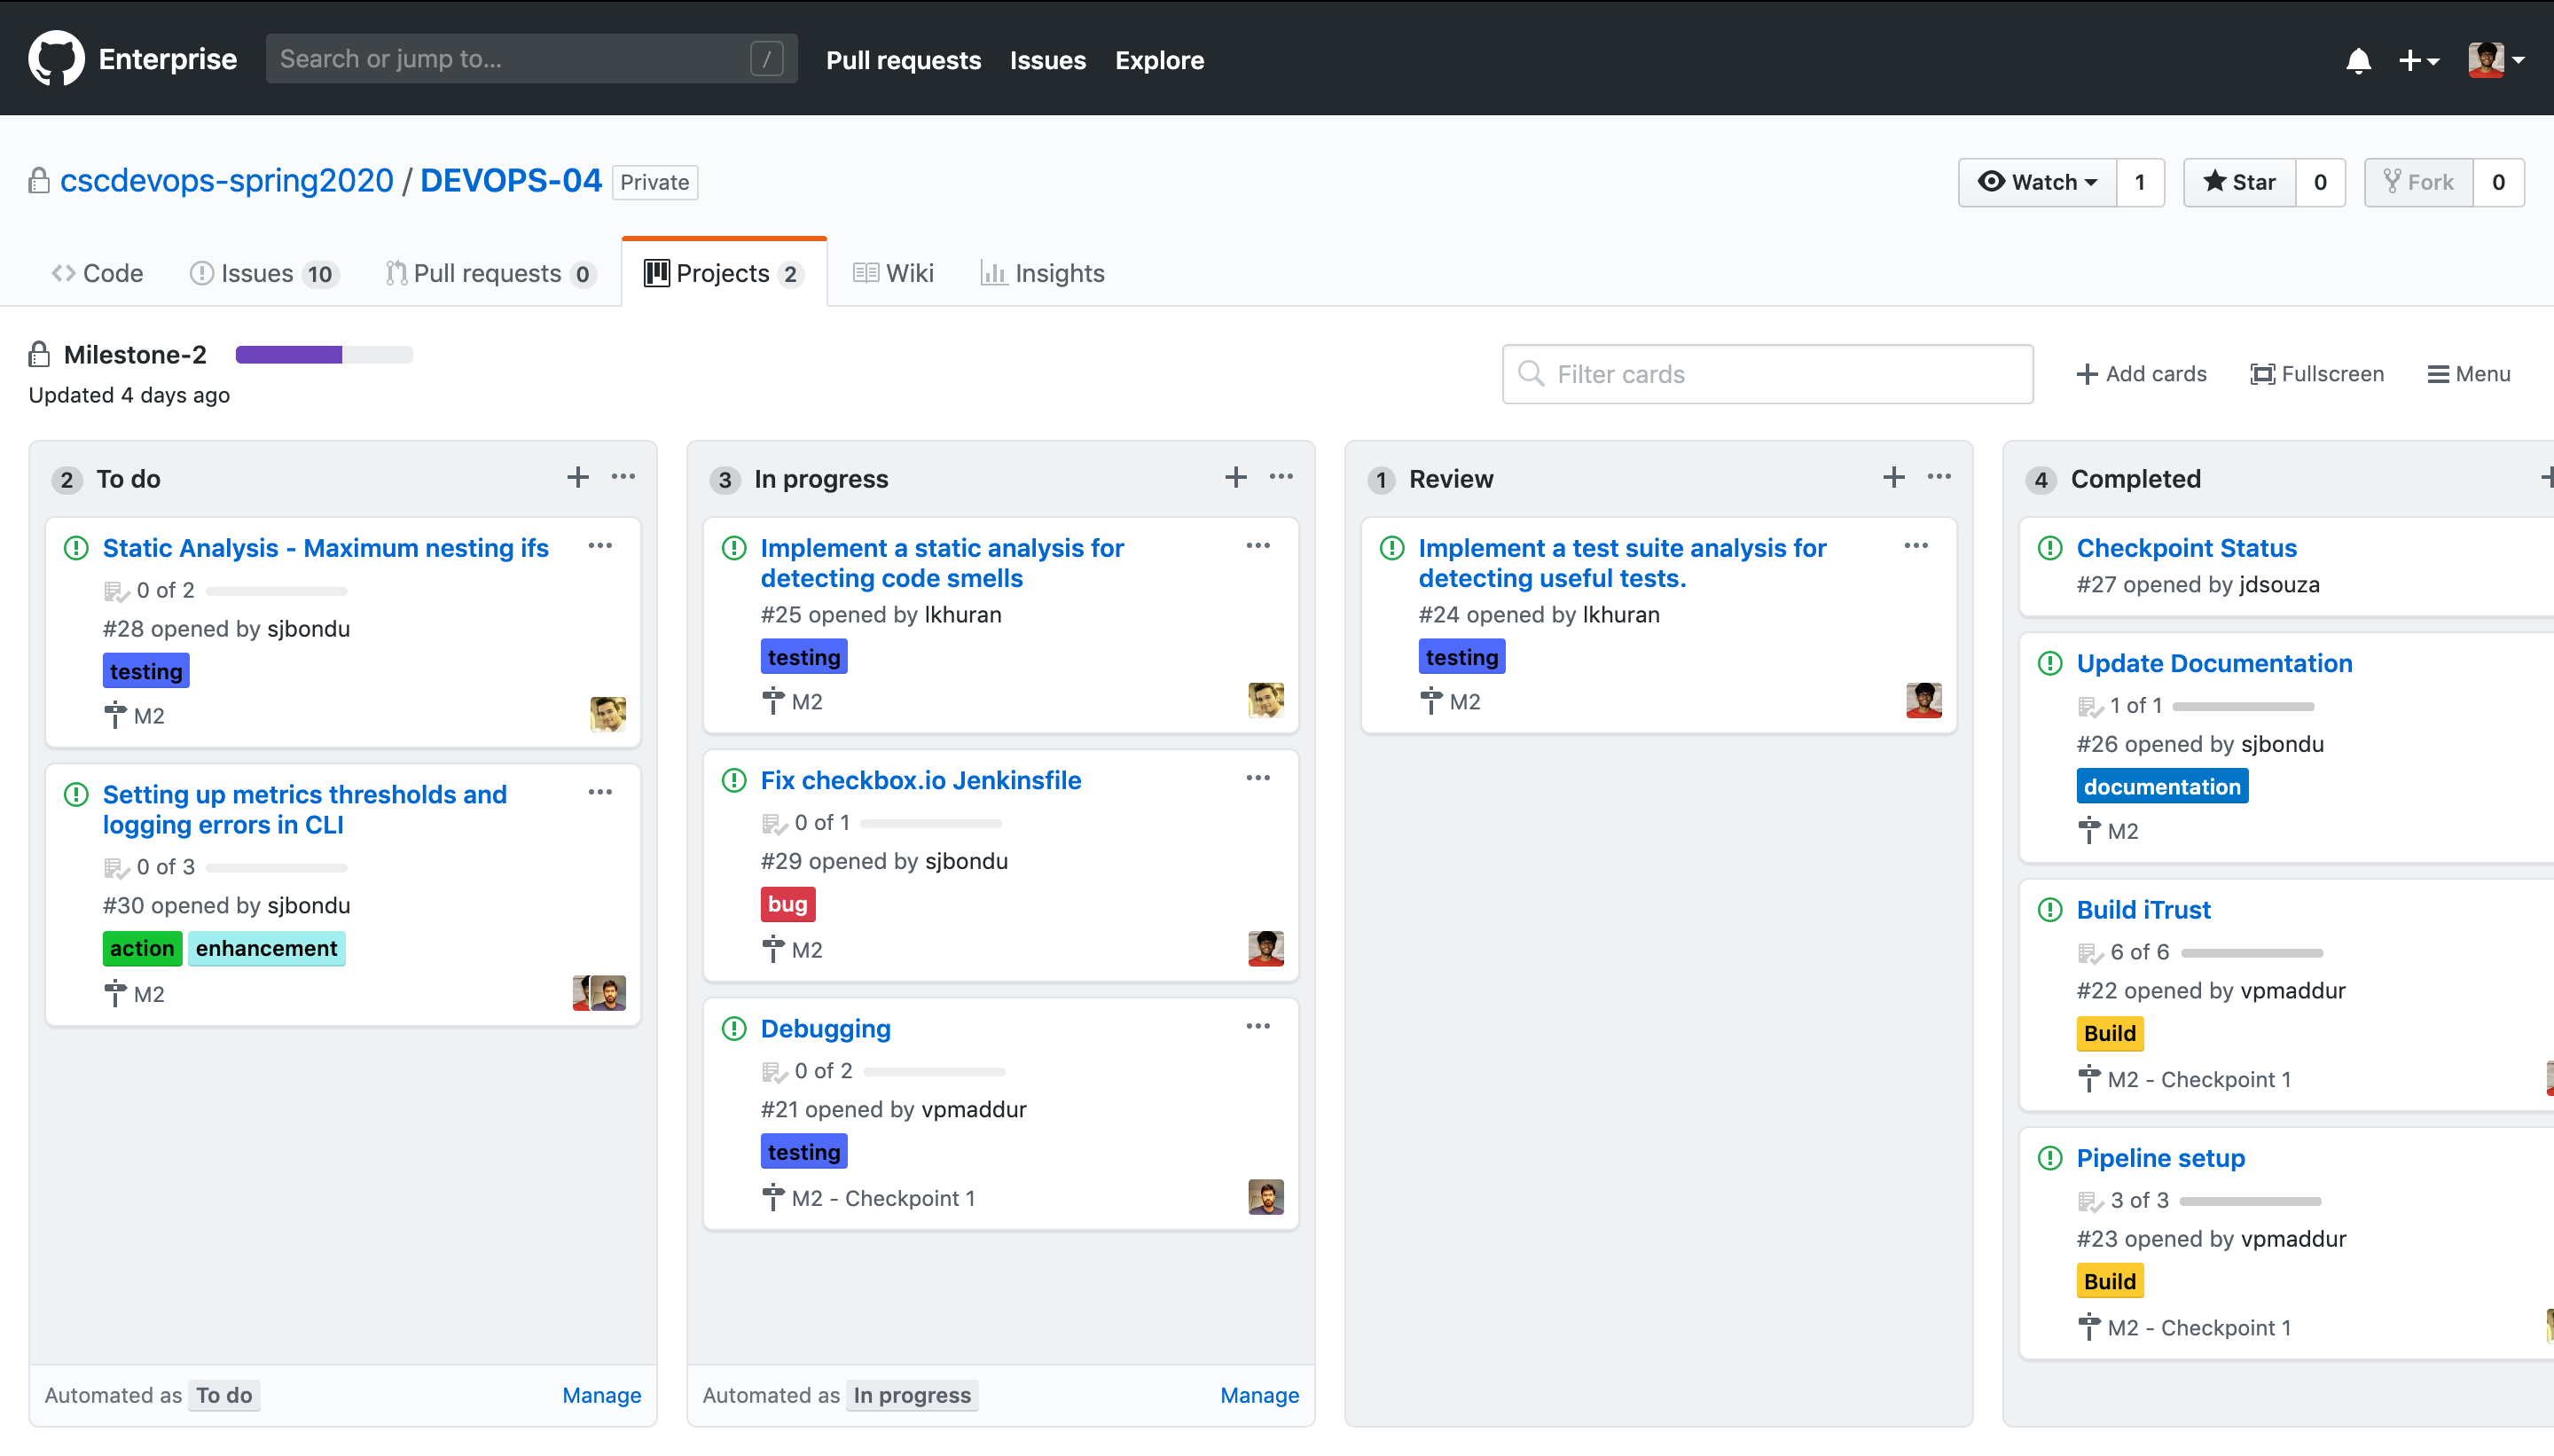 Enterprise
Search or jump to...
/
Pull requests
Issues
Explore
cscdevops-spring2020 / DEVOPS-04 Private
Watch 1
Star 0
Fork 0
Code
Issues 10
Pull requests 0
Projects 2
Wiki
Insights
Milestone-2
Updated 4 days ago
Filter cards
Add cards
Fullscreen
Menu
2 To do
Static Analysis - Maximum nesting ifs
0 of 2
#28 opened by sjbondu
testing
M2
Setting up metrics thresholds and
logging errors in CLI
0 of 3
#30 opened by sjbondu
action enhancement
M2
Automated as To do
Manage
3 In progress
Implement a static analysis for
detecting code smells
#25 opened by lkhuran
testing
M2
Fix checkbox.io Jenkinsfile
0 of 1
#29 opened by sjbondu
bug
M2
Debugging
0 of 2
#21 opened by vpmaddur
testing
M2 - Checkpoint 1
Automated as In progress
Manage
1 Review
Implement a test suite analysis for
detecting useful tests.
#24 opened by lkhuran
testing
M2
4 Completed
Checkpoint Status
#27 opened by jdsouza
Update Documentation
1 of 1
#26 opened by sjbondu
documentation
M2
Build iTrust
6 of 6
#22 opened by vpmaddur
Build
M2 - Checkpoint 1
Pipeline setup
3 of 3
#23 opened by vpmaddur
Build
M2 - Checkpoint 1